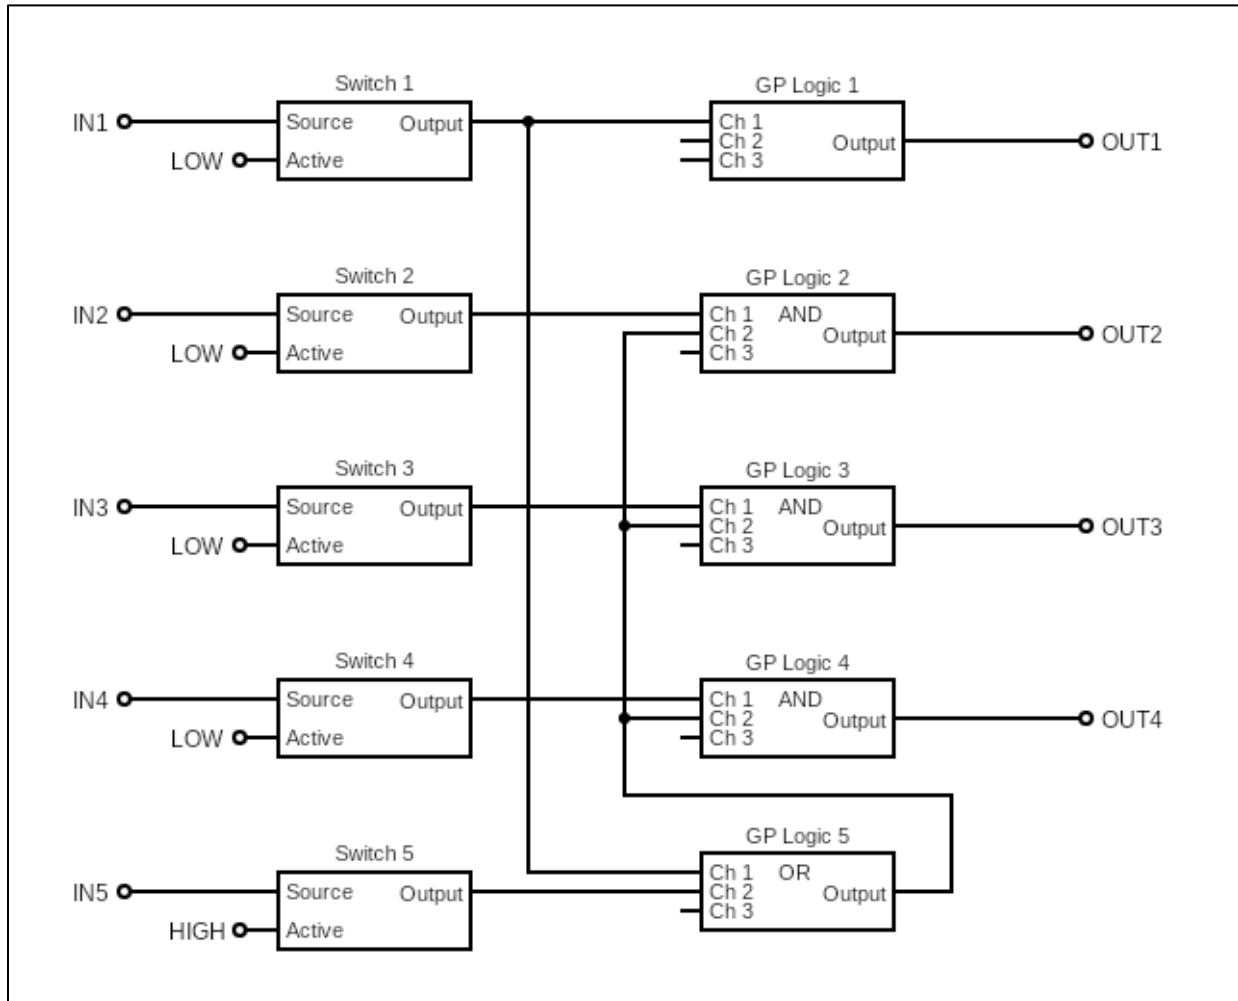 Switch 1
GP Logic 1
IN1
Source
Output
Ch 1
Ch 2
Output
OUT1
LOW
Active
Ch 3
Switch 2
GP Logic 2
IN2
Source
Output
Ch 1 AND
Ch 2
Output
OUT2
LOW
Active
Ch 3
Switch 3
GP Logic 3
IN3
Source
Output
Ch 1 AND
Ch 2
Output
OUT3
LOW
Active
Ch 3
Switch 4
GP Logic 4
IN4
Source
Output
Ch 1 AND
Ch 2
Output
OUT4
LOW
Active
Ch 3
Switch 5
GP Logic 5
IN5
Source
Output
Ch 1 OR
Ch 2
Output
Ch 3
HIGH
Active